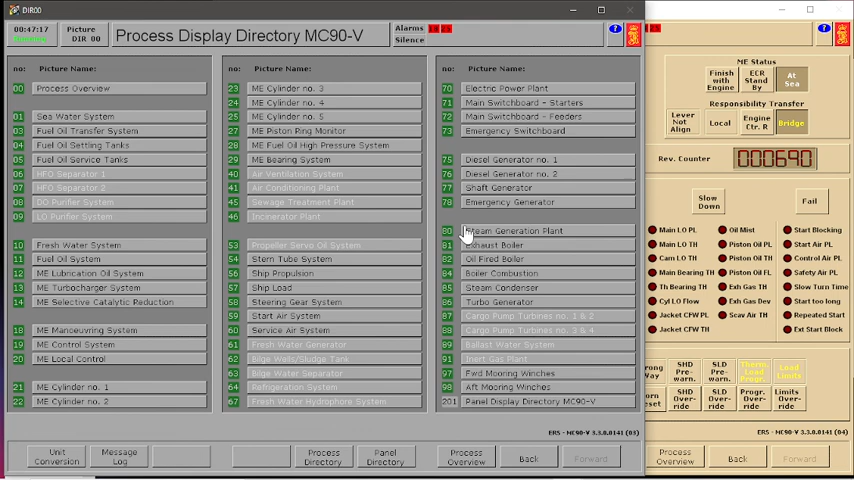 DIR00
00:47:17
Picture
DIR 00
Process Display Directory MC90-V
Alarms
Silence
no: Picture Name:
00 Process Overview
01 Sea Water System
03 Fuel Oil Transfer System
04 Fuel Oil Settling Tanks
05 Fuel Oil Service Tanks
06 HFO Separator 1
07 HFO Separator 2
08 DO Purifier System
09 LO Purifier System
10 Fresh Water System
11 Fuel Oil System
12 ME Lubrication Oil System
13 ME Turbocharger System
14 ME Selective Catalytic Reduction
18 ME Manoeuvring System
19 ME Control System
20 ME Local Control
21 ME Cylinder no. 1
22 ME Cylinder no. 2
no: Picture Name:
23 ME Cylinder no. 3
24 ME Cylinder no. 4
25 ME Cylinder no. 5
27 ME Piston Ring Monitor
28 ME Fuel Oil High Pressure System
29 ME Bearing System
40 Air Ventilation System
41 Air Conditioning Plant
45 Sewage Treatment Plant
46 Incinerator Plant
53 Propeller Servo Oil System
54 Stern Tube System
56 Ship Propulsion
57 Ship Load
58 Steering Gear System
59 Start Air System
60 Service Air System
61 Fresh Water Generator
62 Bilge Wells/Sludge Tank
63 Bilge Water Separator
64 Refrigeration System
67 Fresh Water Hydrophore System
no: Picture Name:
70 Electric Power Plant
71 Main Switchboard - Starters
72 Main Switchboard - Feeders
73 Emergency Switchboard
75 Diesel Generator no. 1
76 Diesel Generator no. 2
77 Shaft Generator
78 Emergency Generator
80 Steam Generation Plant
81 Exhaust Boiler
82 Oil Fired Boiler
84 Boiler Combustion
85 Steam Condenser
86 Turbo Generator
87 Cargo Pump Turbines no. 1 & 2
88 Cargo Pump Turbines no. 3 & 4
89 Ballast Water System
91 Inert Gas Plant
97 Fwd Mooring Winches
98 Aft Mooring Winches
201 Panel Display Directory MC90-V
ERS - MC90-V 3.3.0.0141 (03)
Unit
Conversion
Message
Log
Process
Directory
Panel
Directory
Process
Overview
Back
Forward
ME Status
Finish
with
Engine
ECR
Stand
By
At
Sea
Responsibility Transfer
Lever
Not
Align
Local
Engine
Ctr. R
Bridge
Rev. Counter
000690
Slow
Down
Fail
Main LO PL
Main LO TH
Cam LO TH
Main Bearing TH
Th Bearing TH
Cyl LO Flow
Jacket CFW PL
Jacket CFW TH
Oil Mist
Piston Oil PL
Piston Oil TH
Piston Oil FL
Exh Gas TH
Exh Gas Dev
Scav Air TH
Start Blocking
Start Air PL
Control Air PL
Safety Air PL
Slow Turn Time
Start too long
Repeated Start
Ext Start Block
SHD
Pre-
warn.
SLD
Pre-
warn.
Therm.
Load
Progr.
Load
Limits
SHD
Over-
ride
SLD
Over-
ride
Progr.
Over-
ride
Limits
Over-
ride
ERS - MC90-V 3.3.0.0141 (04)
Process
Overview
Back
Forward